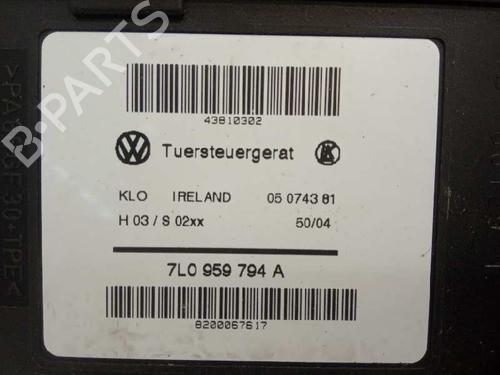 B-PARTS
43810302
Tuersteuergerat
KLO IRELAND 05 0743 81
H 03 / S 02xx 50/04
7L0 959 794 A
8200067617